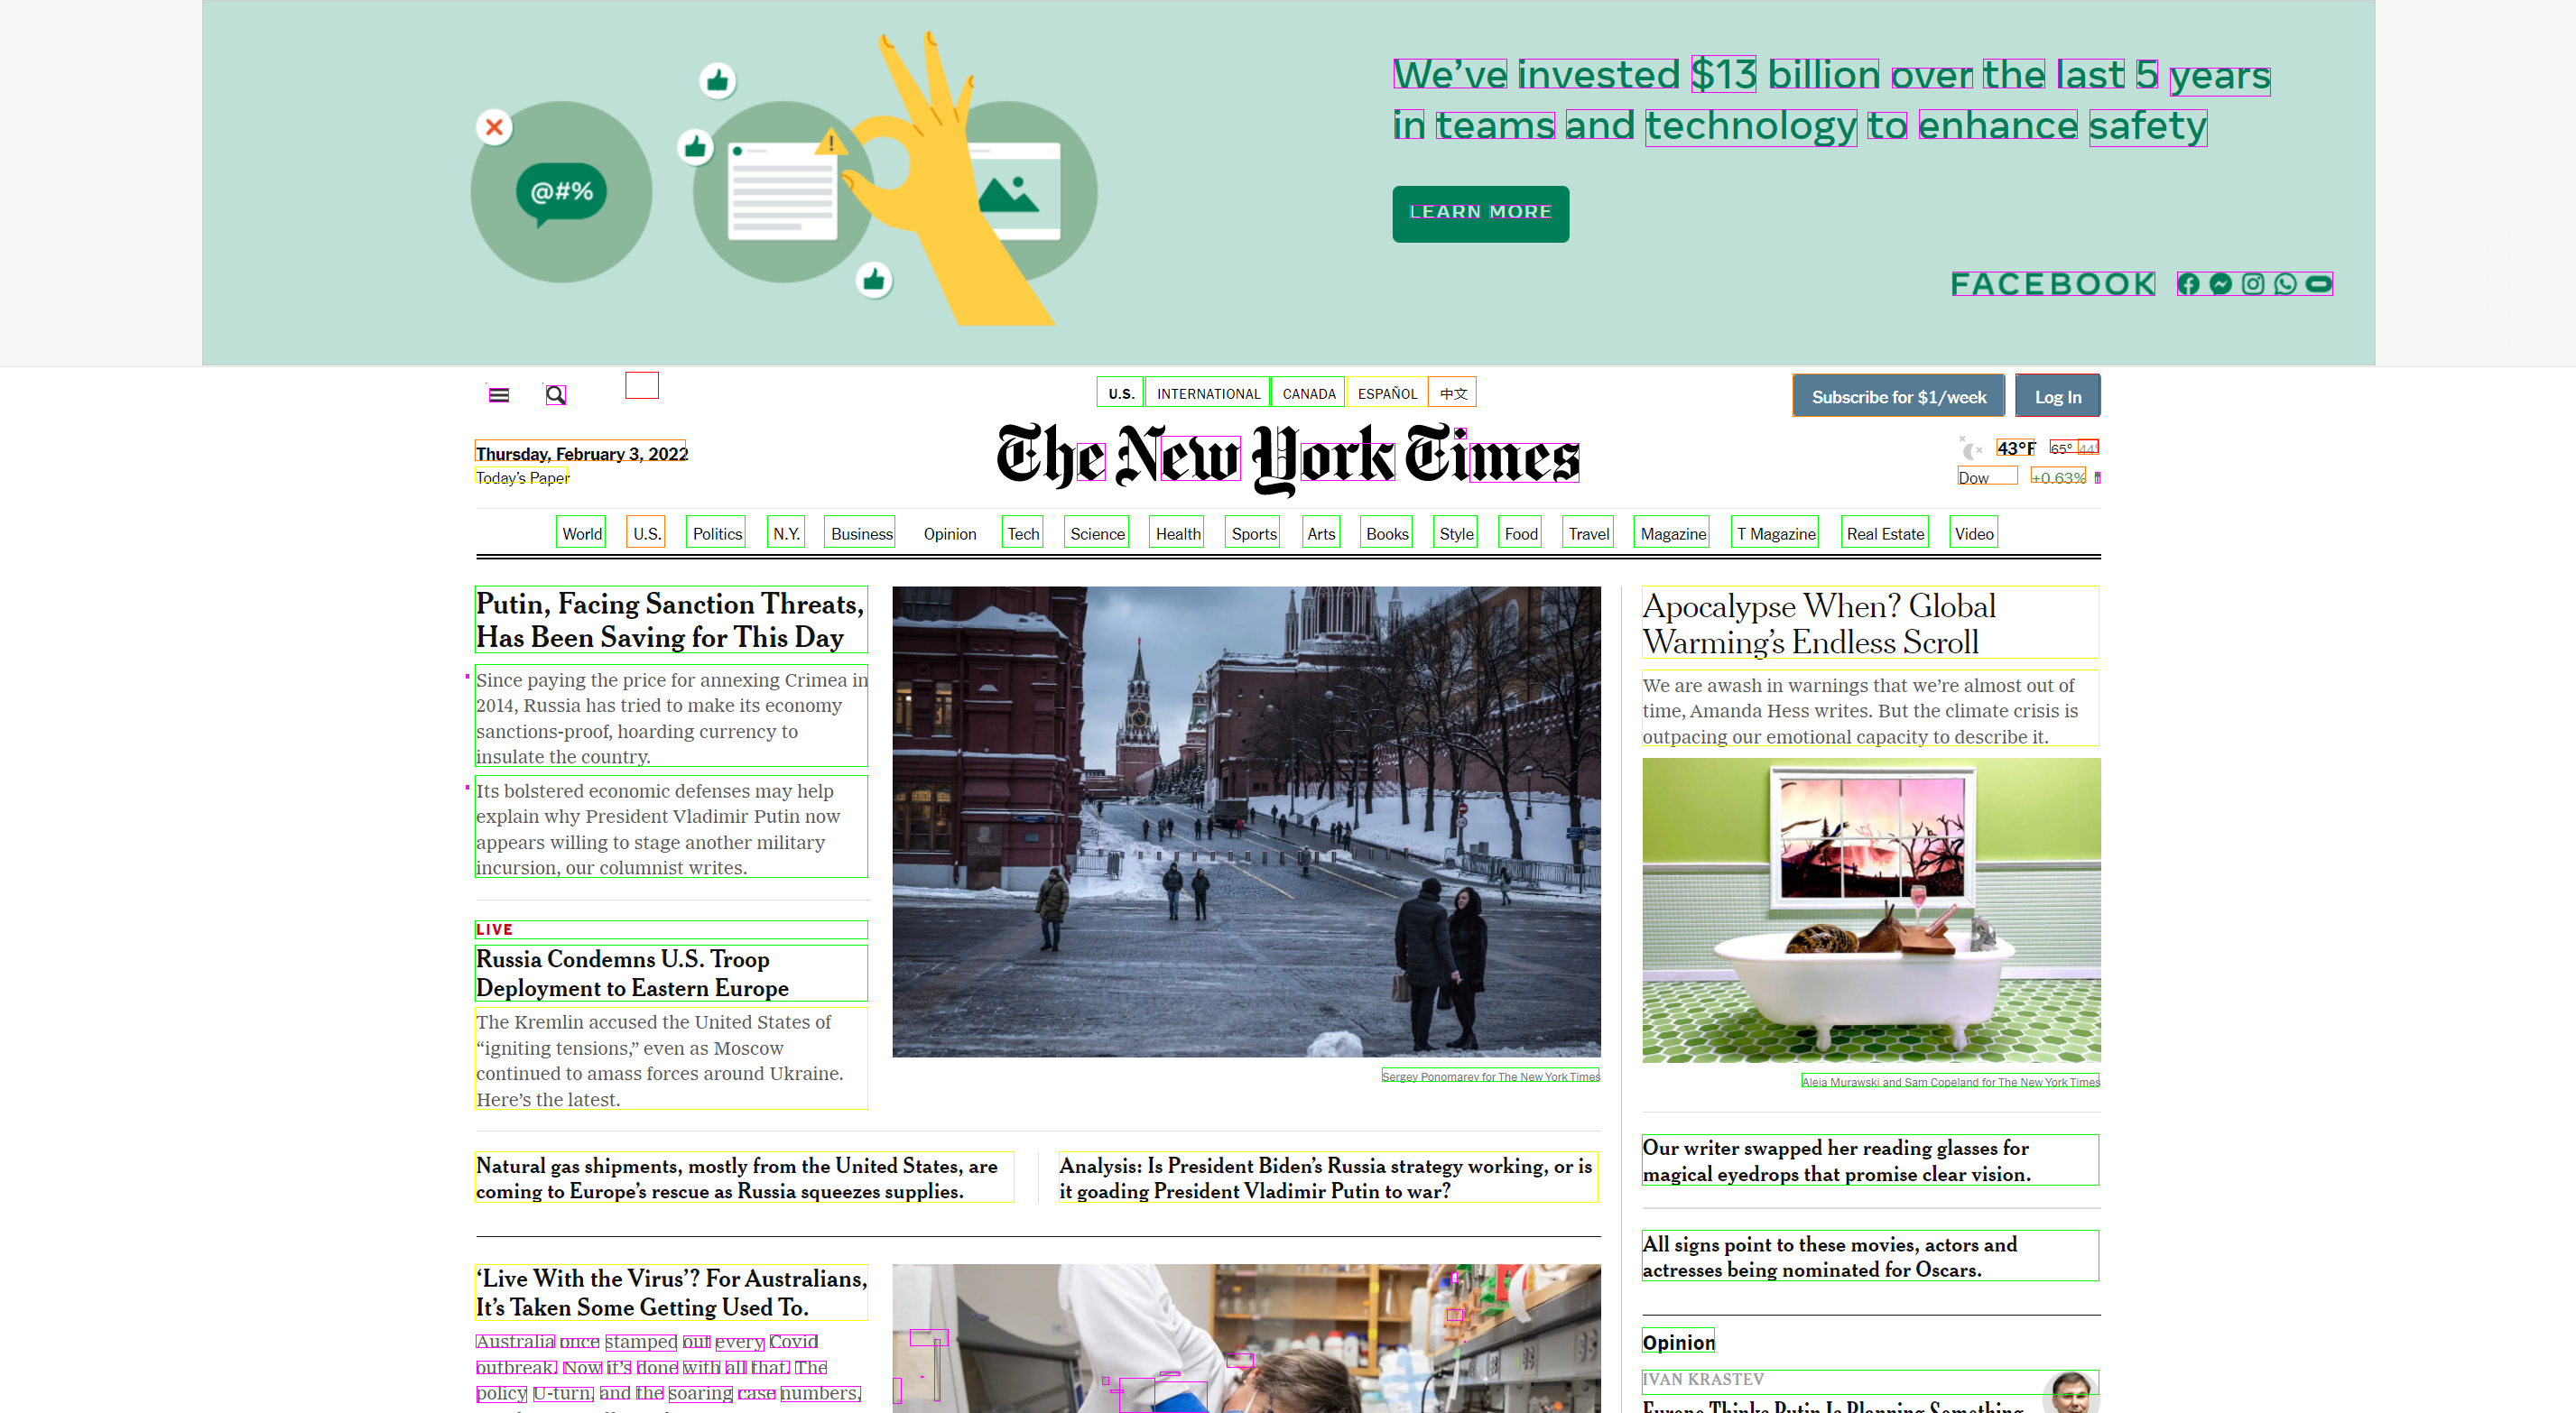 We've invested $13 billion over the last 5 years
in teams and technology to enhance safety
@#%
LEARN MORE
FACEBOOK
U.S. INTERNATIONAL CANADA ESPAÑOL 中文
Subscribe for $1/week Log In
The New York Times
Thursday, February 3, 2022
Today's Paper
43°F 65° 44°
Dow +0.63%
World U.S. Politics N.Y. Business Opinion Tech Science Health Sports Arts Books Style Food Travel Magazine T Magazine Real Estate Video
Putin, Facing Sanction Threats,
Has Been Saving for This Day
Since paying the price for annexing Crimea in
2014, Russia has tried to make its economy
sanctions-proof, hoarding currency to
insulate the country.
Its bolstered economic defenses may help
explain why President Vladimir Putin now
appears willing to stage another military
incursion, our columnist writes.
LIVE
Russia Condemns U.S. Troop
Deployment to Eastern Europe
The Kremlin accused the United States of
“igniting tensions,” even as Moscow
continued to amass forces around Ukraine.
Here's the latest.
Sergey Ponomarev for The New York Times
Natural gas shipments, mostly from the United States, are
coming to Europe's rescue as Russia squeezes supplies.
Analysis: Is President Biden's Russia strategy working, or is
it goading President Vladimir Putin to war?
‘Live With the Virus’? For Australians,
It's Taken Some Getting Used To.
Australia once stamped out every Covid
outbreak. Now it's done with all that. The
policy U-turn, and the soaring case numbers,
Apocalypse When? Global
Warming's Endless Scroll
We are awash in warnings that we're almost out of
time, Amanda Hess writes. But the climate crisis is
outpacing our emotional capacity to describe it.
Aleia Murawski and Sam Copeland for The New York Times
Our writer swapped her reading glasses for
magical eyedrops that promise clear vision.
All signs point to these movies, actors and
actresses being nominated for Oscars.
Opinion
IVAN KRASTEV
Europe Thinks Putin Is Planning Something